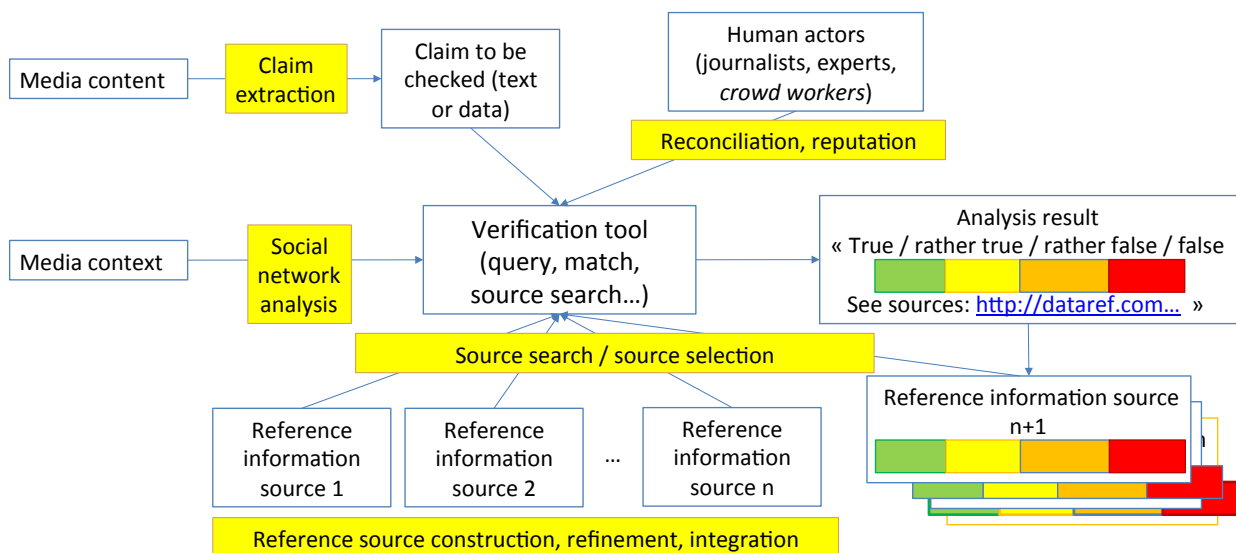 Media content
Claim
extraction
Claim to be
checked (text
or data)
Human actors
(journalists, experts,
crowd workers)
Reconciliation, reputation
Media context
Social
network
analysis
Verification tool
(query, match,
source search…)
Analysis result
« True / rather true / rather false / false
See sources: http://dataref.com… »
Source search / source selection
Reference
information
source 1
Reference
information
source 2
…
Reference
information
source n
Reference information source
n+1
Reference source construction, refinement, integration